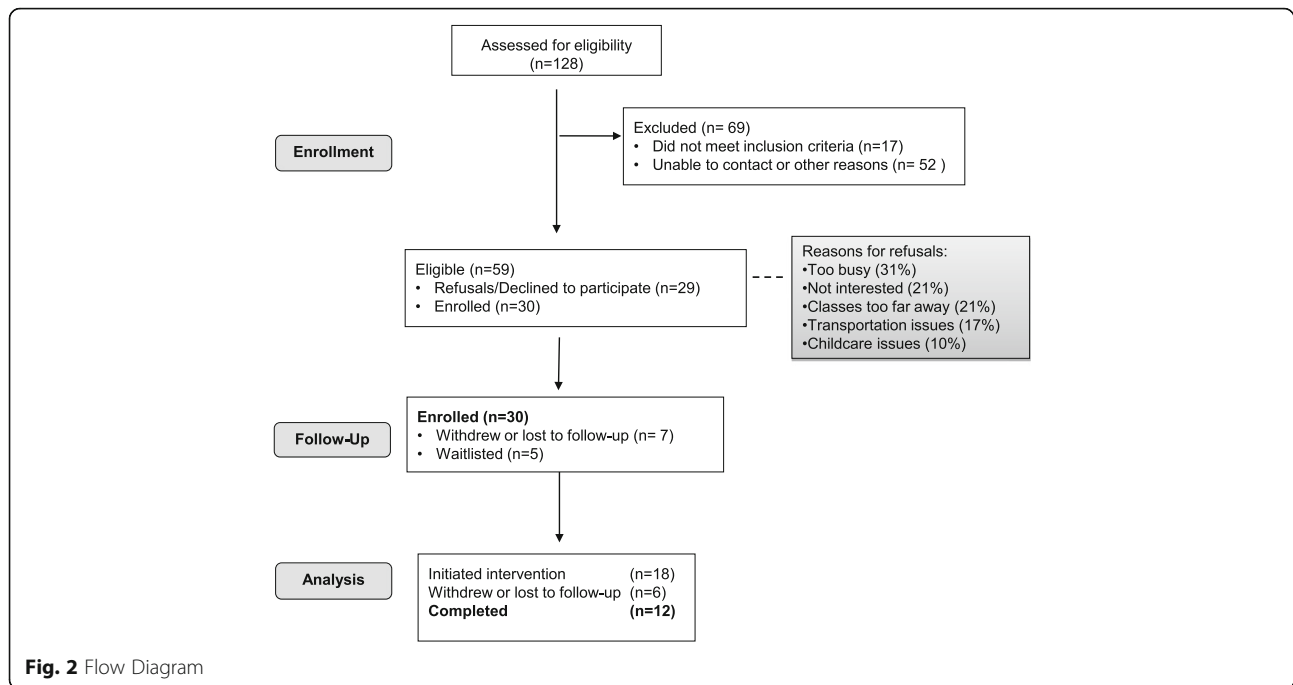 Assessed for eligibility
(n=128)
Enrollment
Excluded (n= 69)
• Did not meet inclusion criteria (n=17)
• Unable to contact or other reasons (n= 52 )
Eligible (n=59)
• Refusals/Declined to participate (n=29)
• Enrolled (n=30)
Reasons for refusals:
•Too busy (31%)
•Not interested (21%)
•Classes too far away (21%)
•Transportation issues (17%)
•Childcare issues (10%)
Follow-Up
Enrolled (n=30)
• Withdrew or lost to follow-up (n= 7)
• Waitlisted (n=5)
Analysis
Initiated intervention (n=18)
Withdrew or lost to follow-up (n=6)
Completed (n=12)
Fig. 2 Flow Diagram